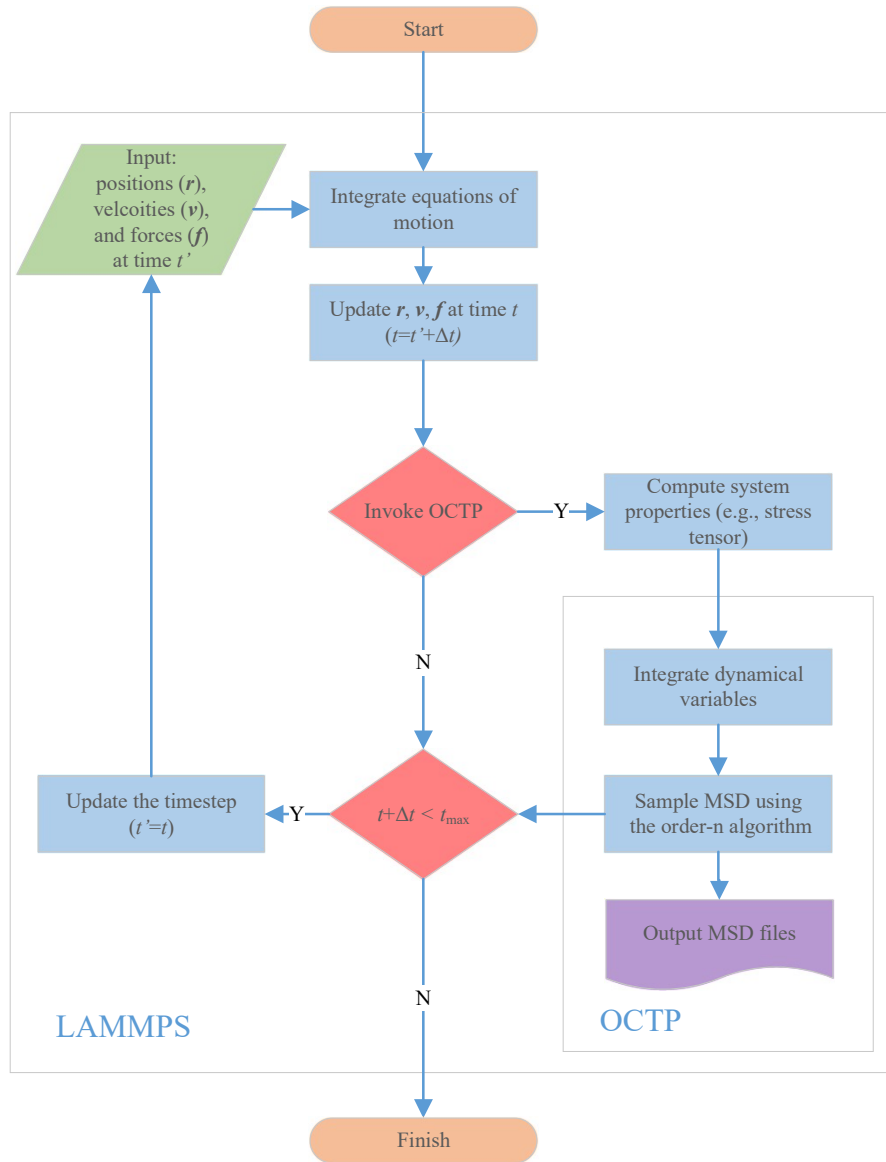 Start
Input:
positions (r),
velcoities (v),
and forces (f)
at time t’
Integrate equations of
motion
Update r, v, f at time t
(t=t’+Δt)
Invoke OCTP
Y
Compute system
properties (e.g., stress
tensor)
N
Integrate dynamical
variables
Update the timestep
(t’=t)
Y
t+Δt < tmax
Sample MSD using
the order-n algorithm
Output MSD files
N
LAMMPS
OCTP
Finish